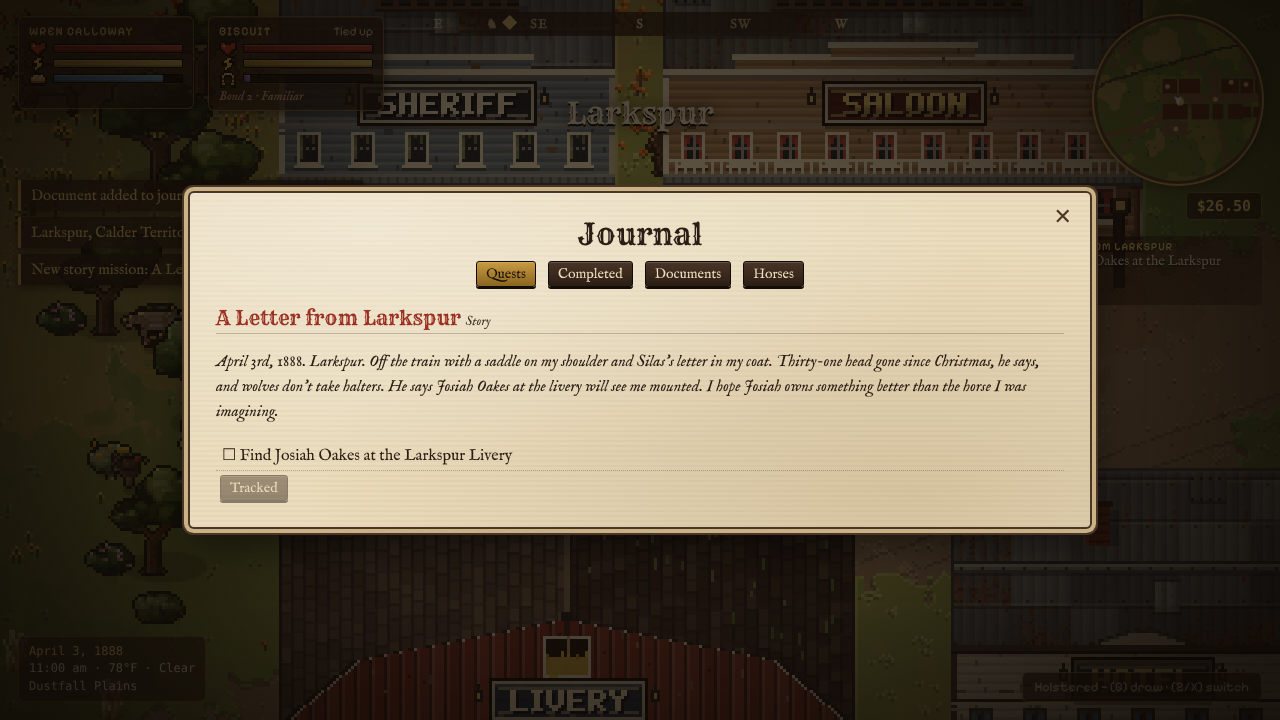 WREN CALLOWAY
BISCUIT Tied up
Bond 2 · Familiar
E SE S SW W
SHERIFF
Larkspur
SALOON
Document added to jour
Larkspur, Calder Territo
New story mission: A Le
$26.50
OM LARKSPUR
Oakes at the Larkspur
Journal
Quests Completed Documents Horses
A Letter from Larkspur Story
April 3rd, 1888. Larkspur. Off the train with a saddle on my shoulder and Silas's letter in my coat. Thirty-one head gone since Christmas, he says,
and wolves don't take halters. He says Josiah Oakes at the livery will see me mounted. I hope Josiah owns something better than the horse I was
imagining.
Find Josiah Oakes at the Larkspur Livery
Tracked
April 3, 1888
11:00 am · 78°F · Clear
Dustfall Plains
LIVERY
Holstered - (G) draw · (2/X) switch